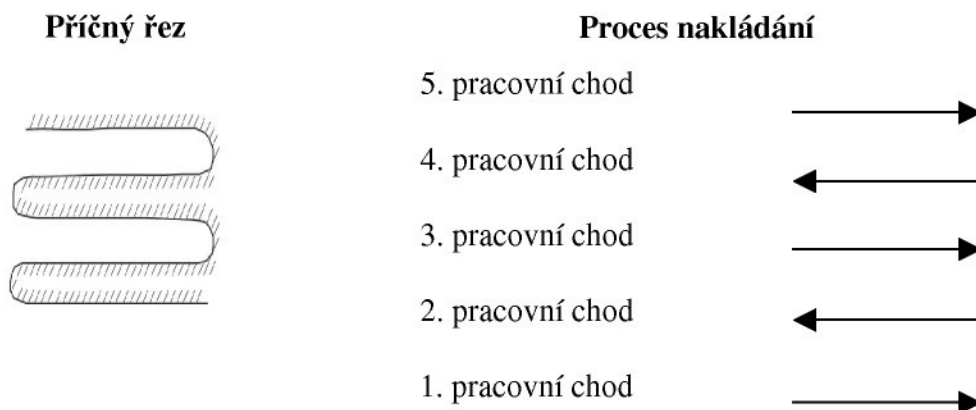 Příčný řez
Proces nakládání
5. pracovní chod
4. pracovní chod
3. pracovní chod
2. pracovní chod
1. pracovní chod